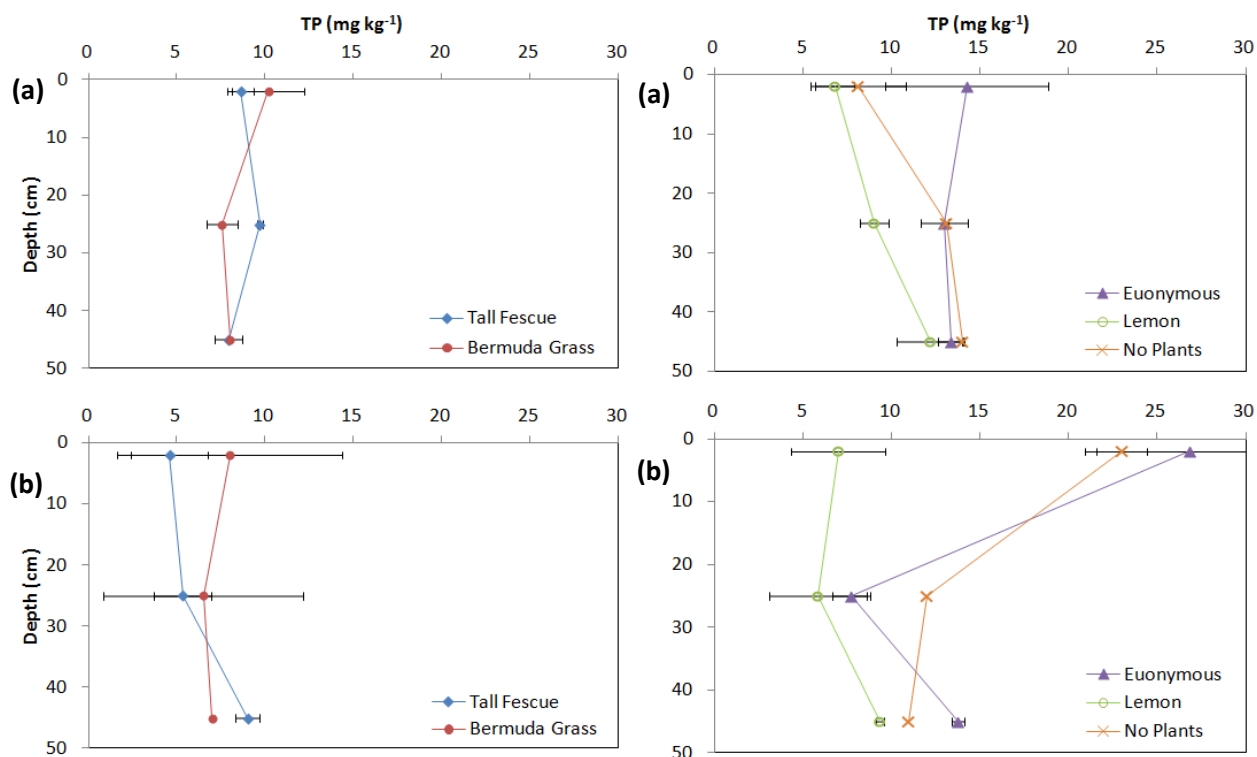 TP (mg kg⁻¹)
0 5 10 15 20 25 30
(a)
0
10
20
30
40
50
Depth (cm)
Tall Fescue
Bermuda Grass
TP (mg kg⁻¹)
0 5 10 15 20 25 30
(a)
0
10
20
30
40
50
Euonymous
Lemon
No Plants
0 5 10 15 20 25 30
(b)
0
10
20
30
40
50
Depth (cm)
Tall Fescue
Bermuda Grass
0 5 10 15 20 25 30
(b)
0
10
20
30
40
50
Euonymous
Lemon
No Plants